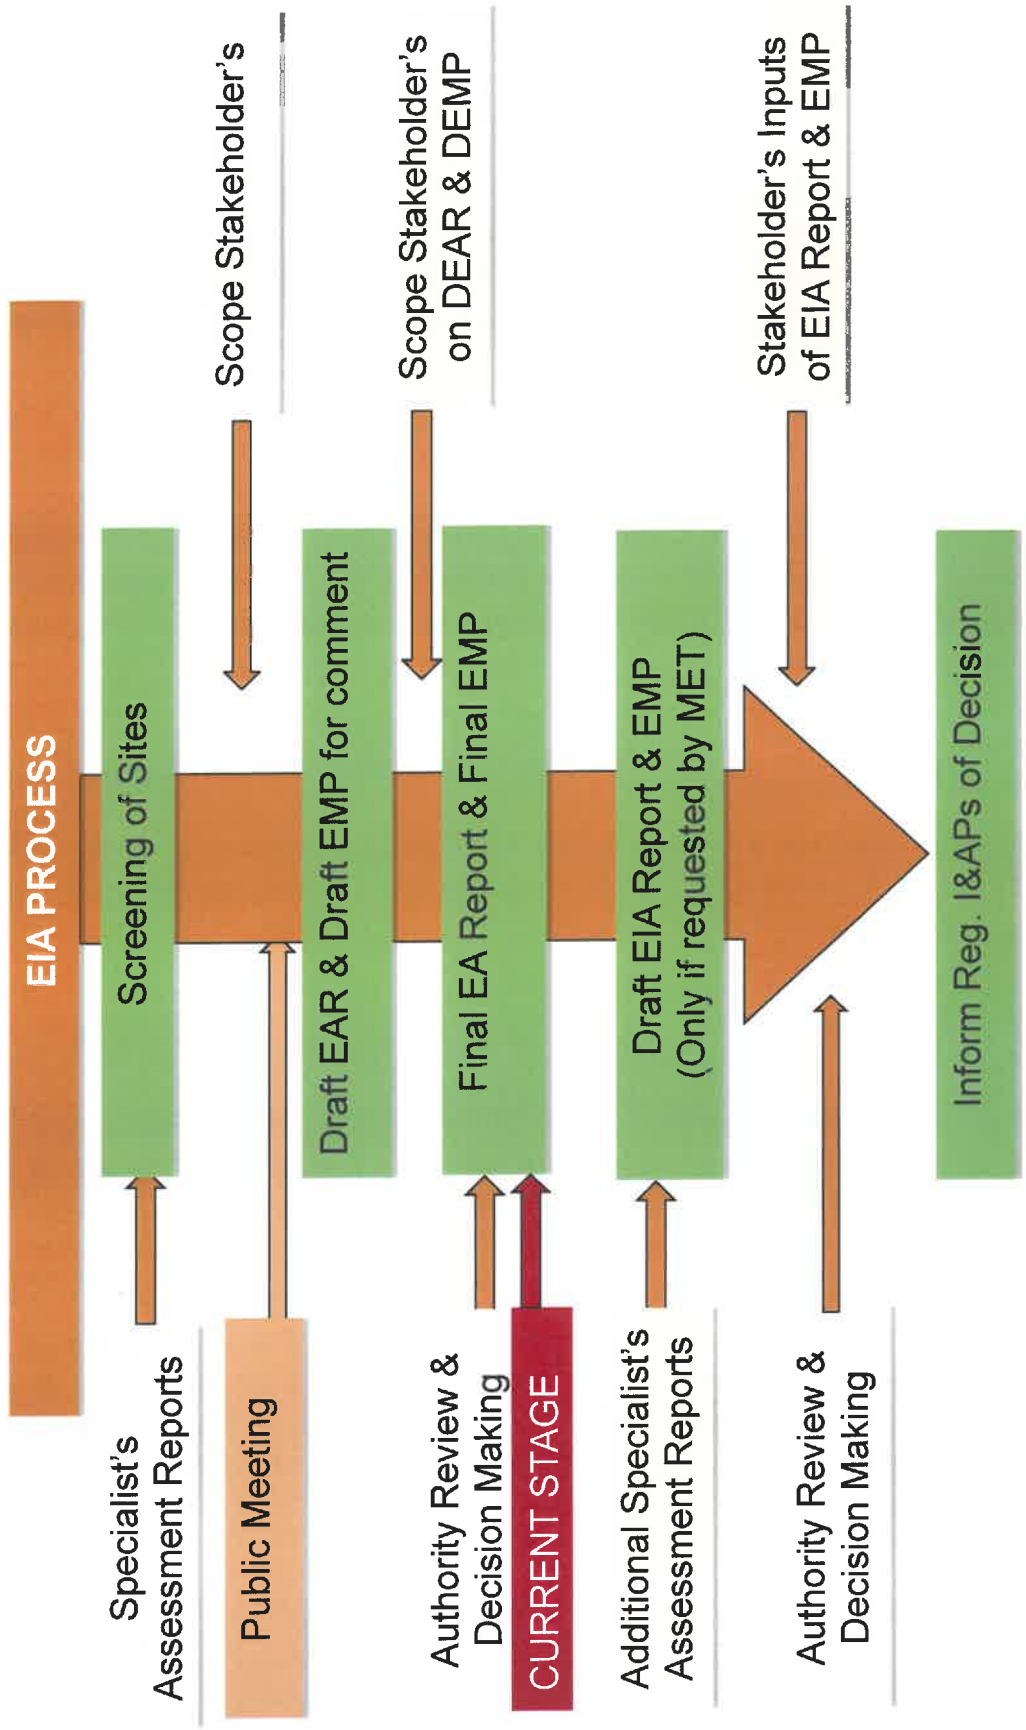 EIA PROCESS
Specialist's
Assessment Reports
Screening of Sites
Scope Stakeholder's
Public Meeting
Draft EAR & Draft EMP for comment
Scope Stakeholder's
on DEAR & DEMP
Authority Review &
Decision Making
Final EA Report & Final EMP
CURRENT STAGE
Additional Specialist's
Assessment Reports
Draft EIA Report & EMP
(Only if requested by MET)
Stakeholder's Inputs
of EIA Report & EMP
Authority Review &
Decision Making
Inform Reg. I&APs of Decision